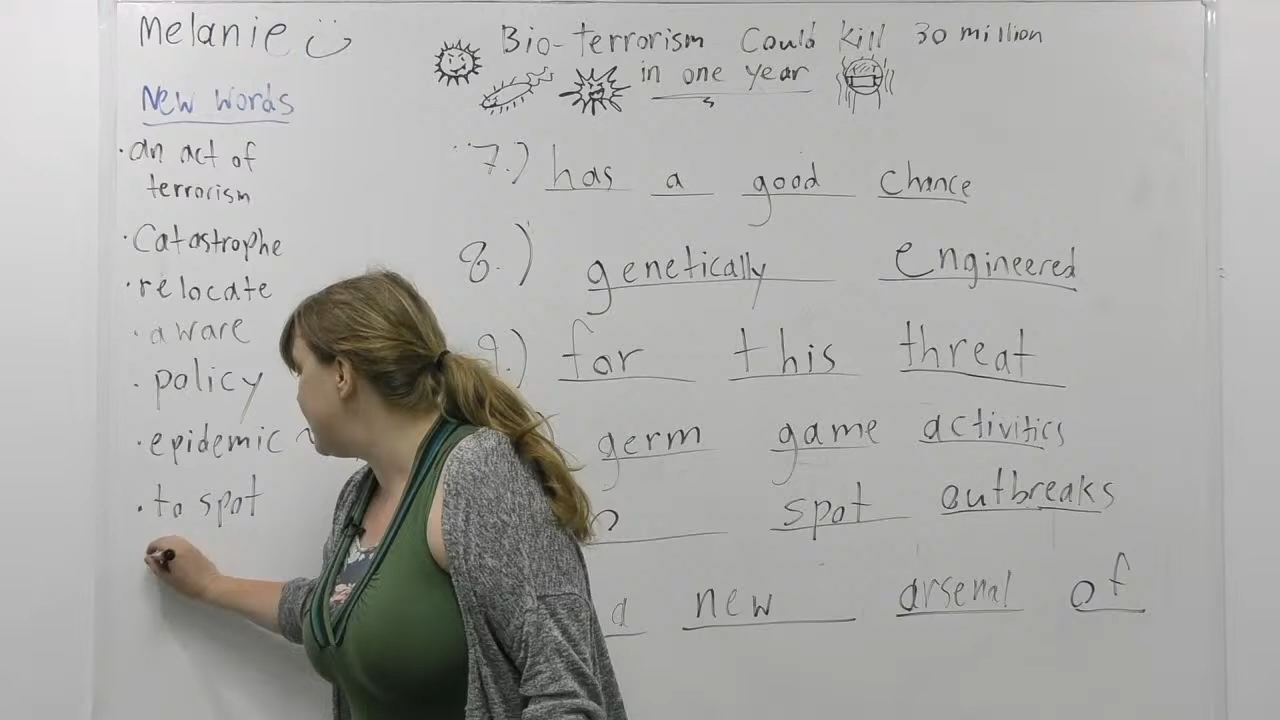 Melanie
New words
·an act of
terrorism
·Catastrophe
·relocate
·aware
·policy
·epidemic
·to spot
Bio-terrorism Could kill 30 million
in one year
7.) has a good chance
8.) genetically engineered
9.) for this threat
germ game activities
spot outbreaks
a new arsenal of